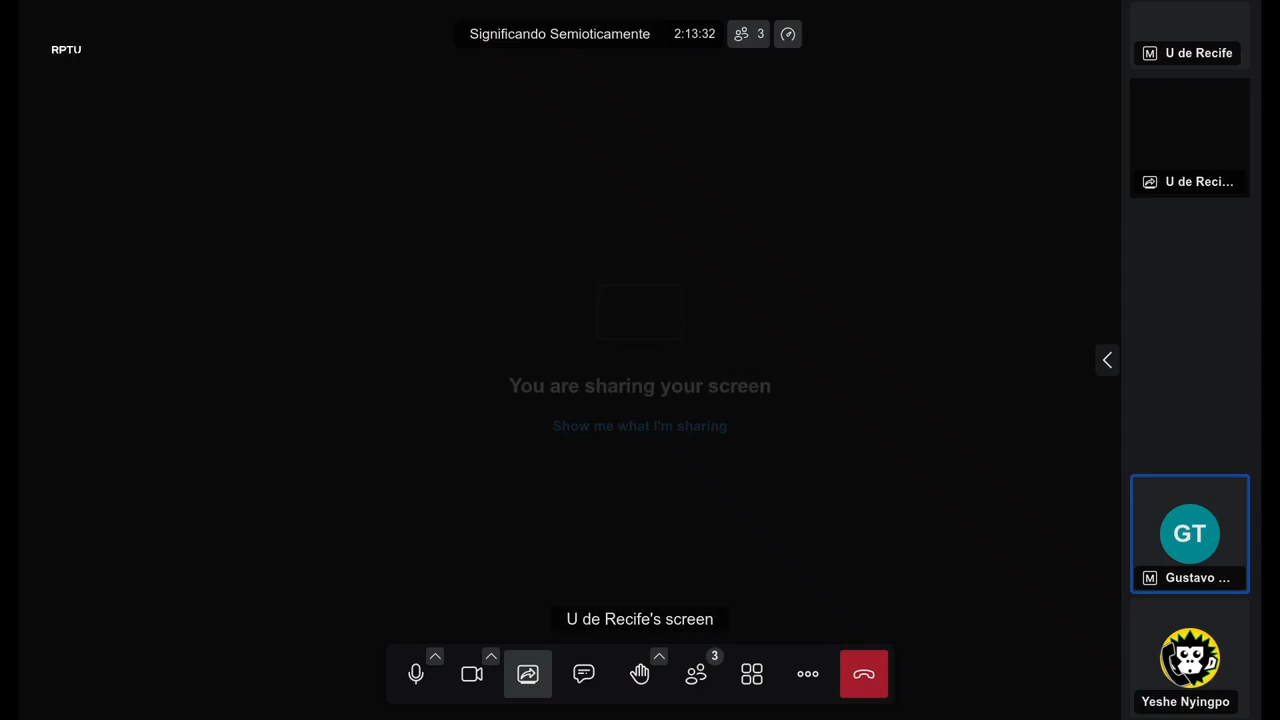 RPTU
Significando Semioticamente 2:13:32 3
M U de Recife
U de Reci...
You are sharing your screen
Show me what I'm sharing
GT
M Gustavo ...
U de Recife's screen
3
Yeshe Nyingpo